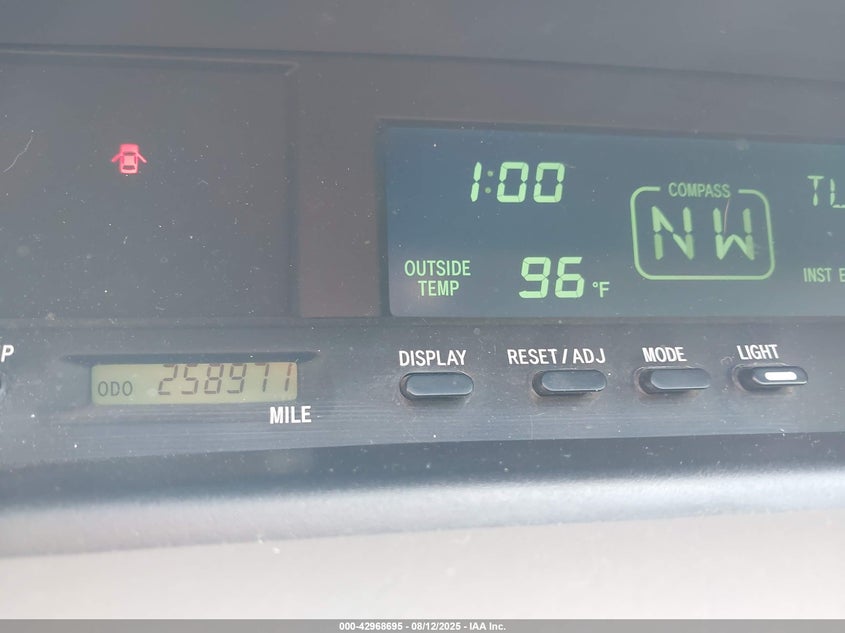 1:00
COMPASS
NW
OUTSIDE
TEMP
96 °F
INST
DISPLAY
RESET / ADJ
MODE
LIGHT
ODO 258971
MILE
000-42968695 - 08/12/2025 - IAA Inc.